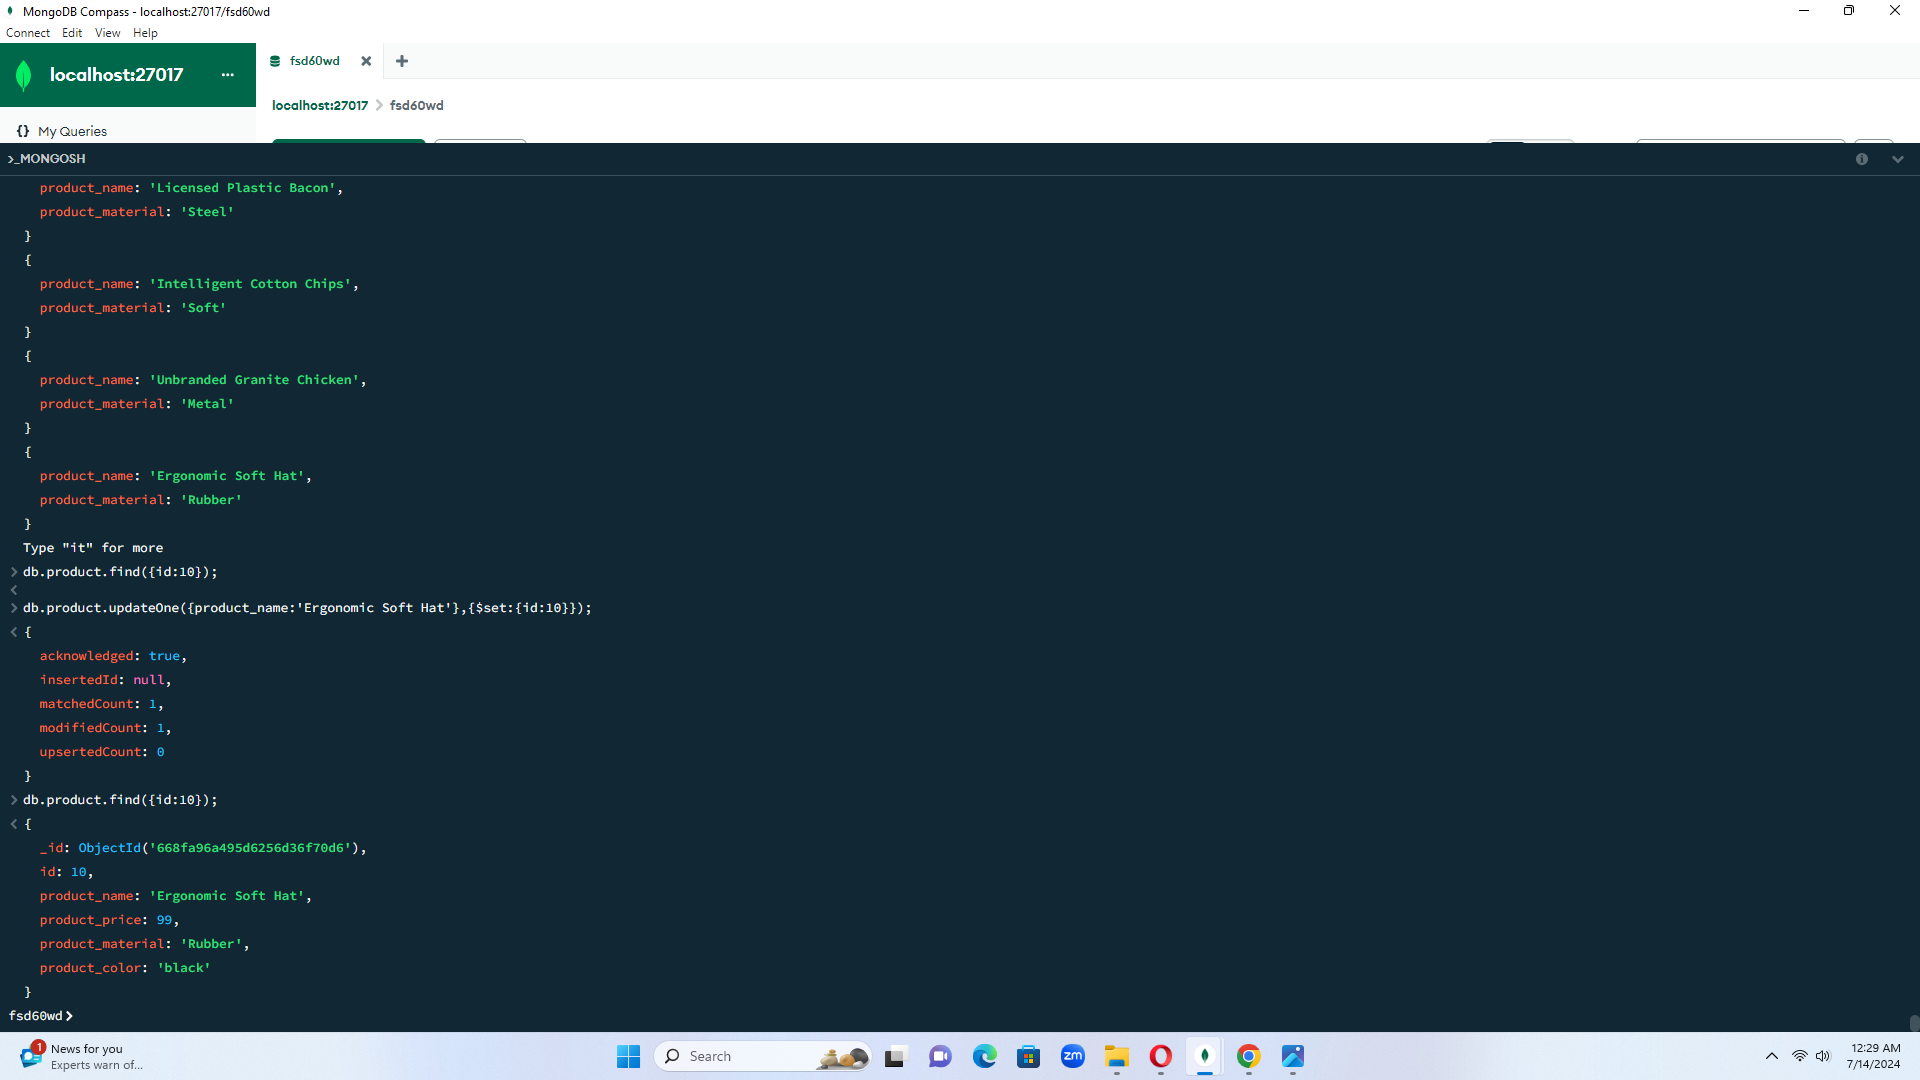 MongoDB Compass - localhost:27017/fsd60wd
Connect Edit View Help
localhost:27017 ...
fsd60wd
localhost:27017 > fsd60wd
{} My Queries
>_MONGOSH
product_name: 'Licensed Plastic Bacon',
product_material: 'Steel'
}
{
product_name: 'Intelligent Cotton Chips',
product_material: 'Soft'
}
{
product_name: 'Unbranded Granite Chicken',
product_material: 'Metal'
}
{
product_name: 'Ergonomic Soft Hat',
product_material: 'Rubber'
}
Type "it" for more
> db.product.find({id:10});
<
> db.product.updateOne({product_name:'Ergonomic Soft Hat'},{$set:{id:10}});
< {
acknowledged: true,
insertedId: null,
matchedCount: 1,
modifiedCount: 1,
upsertedCount: 0
}
> db.product.find({id:10});
< {
_id: ObjectId('668fa96a495d6256d36f70d6'),
id: 10,
product_name: 'Ergonomic Soft Hat',
product_price: 99,
product_material: 'Rubber',
product_color: 'black'
}
fsd60wd>
1
News for you
Experts warn of...
Search
zm
12:29 AM
7/14/2024